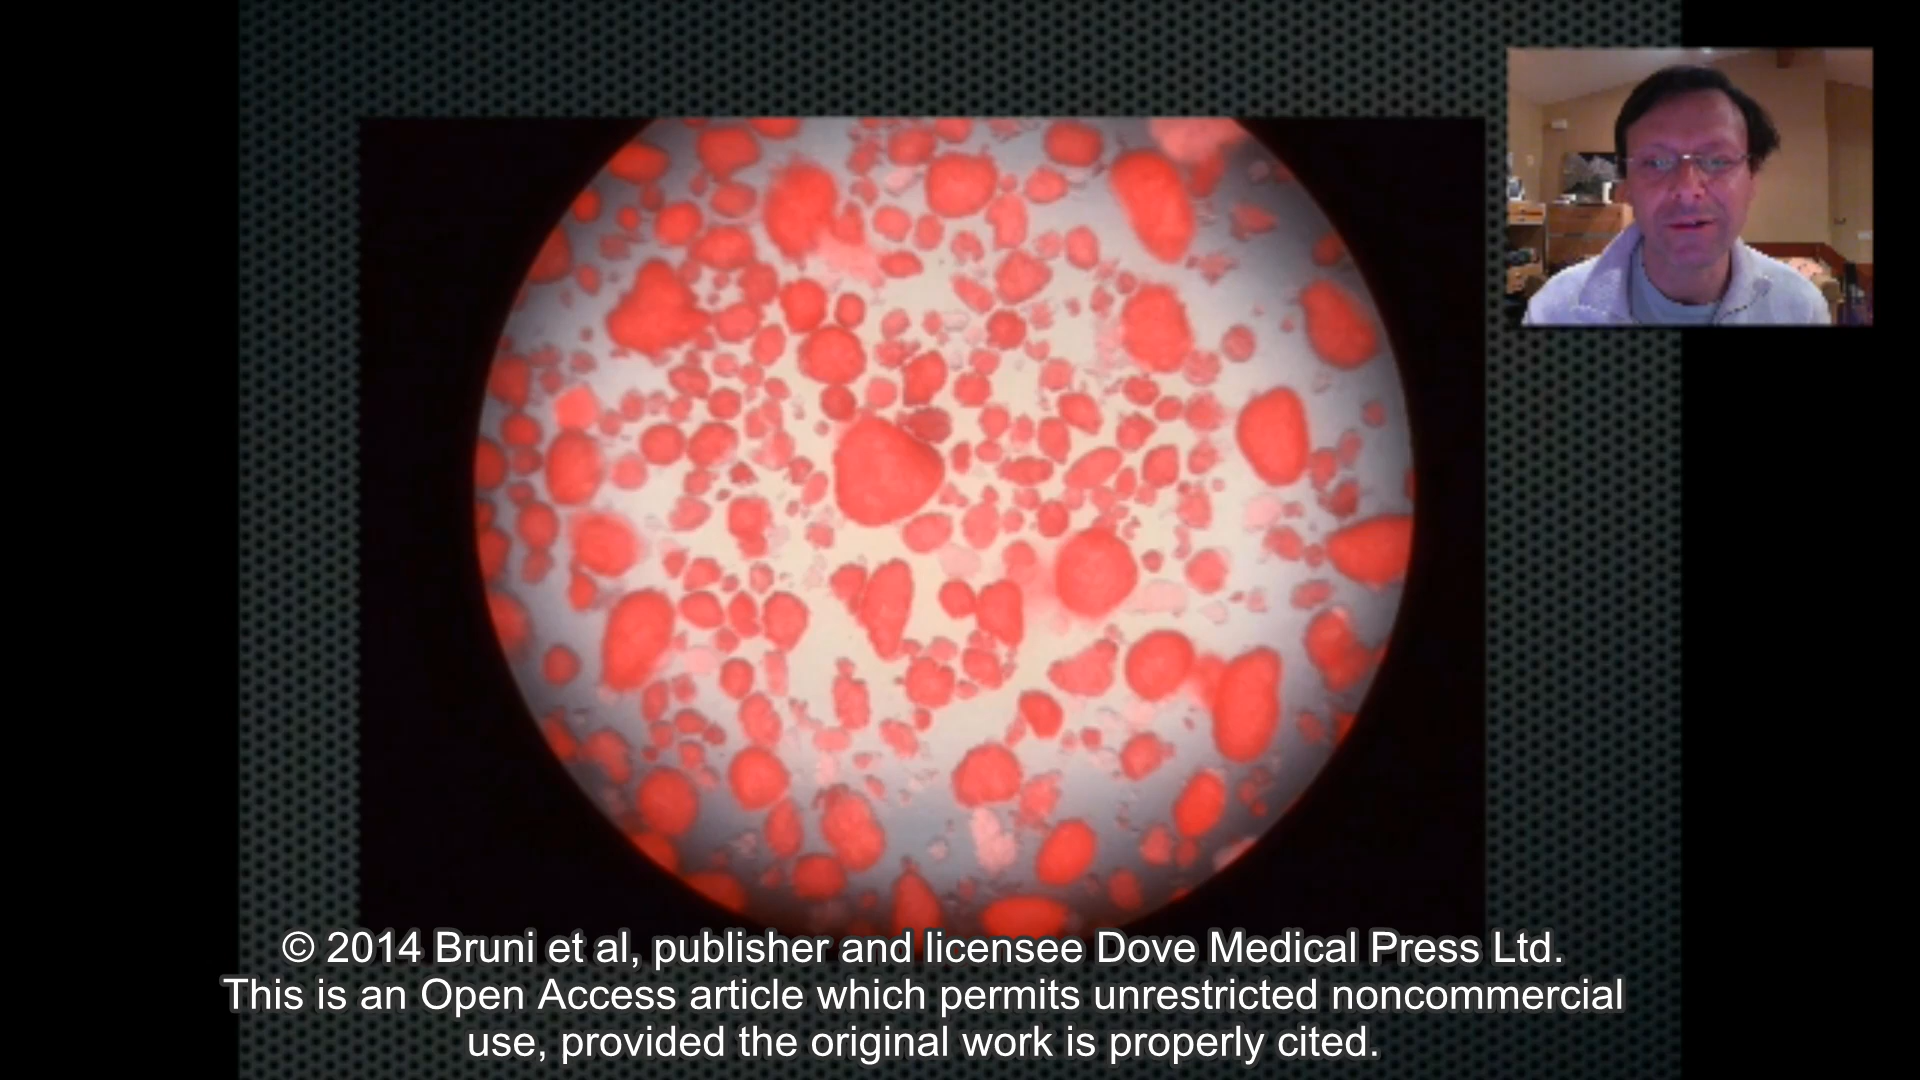 © 2014 Bruni et al, publisher and licensee Dove Medical Press Ltd.
This is an Open Access article which permits unrestricted noncommercial
use, provided the original work is properly cited.